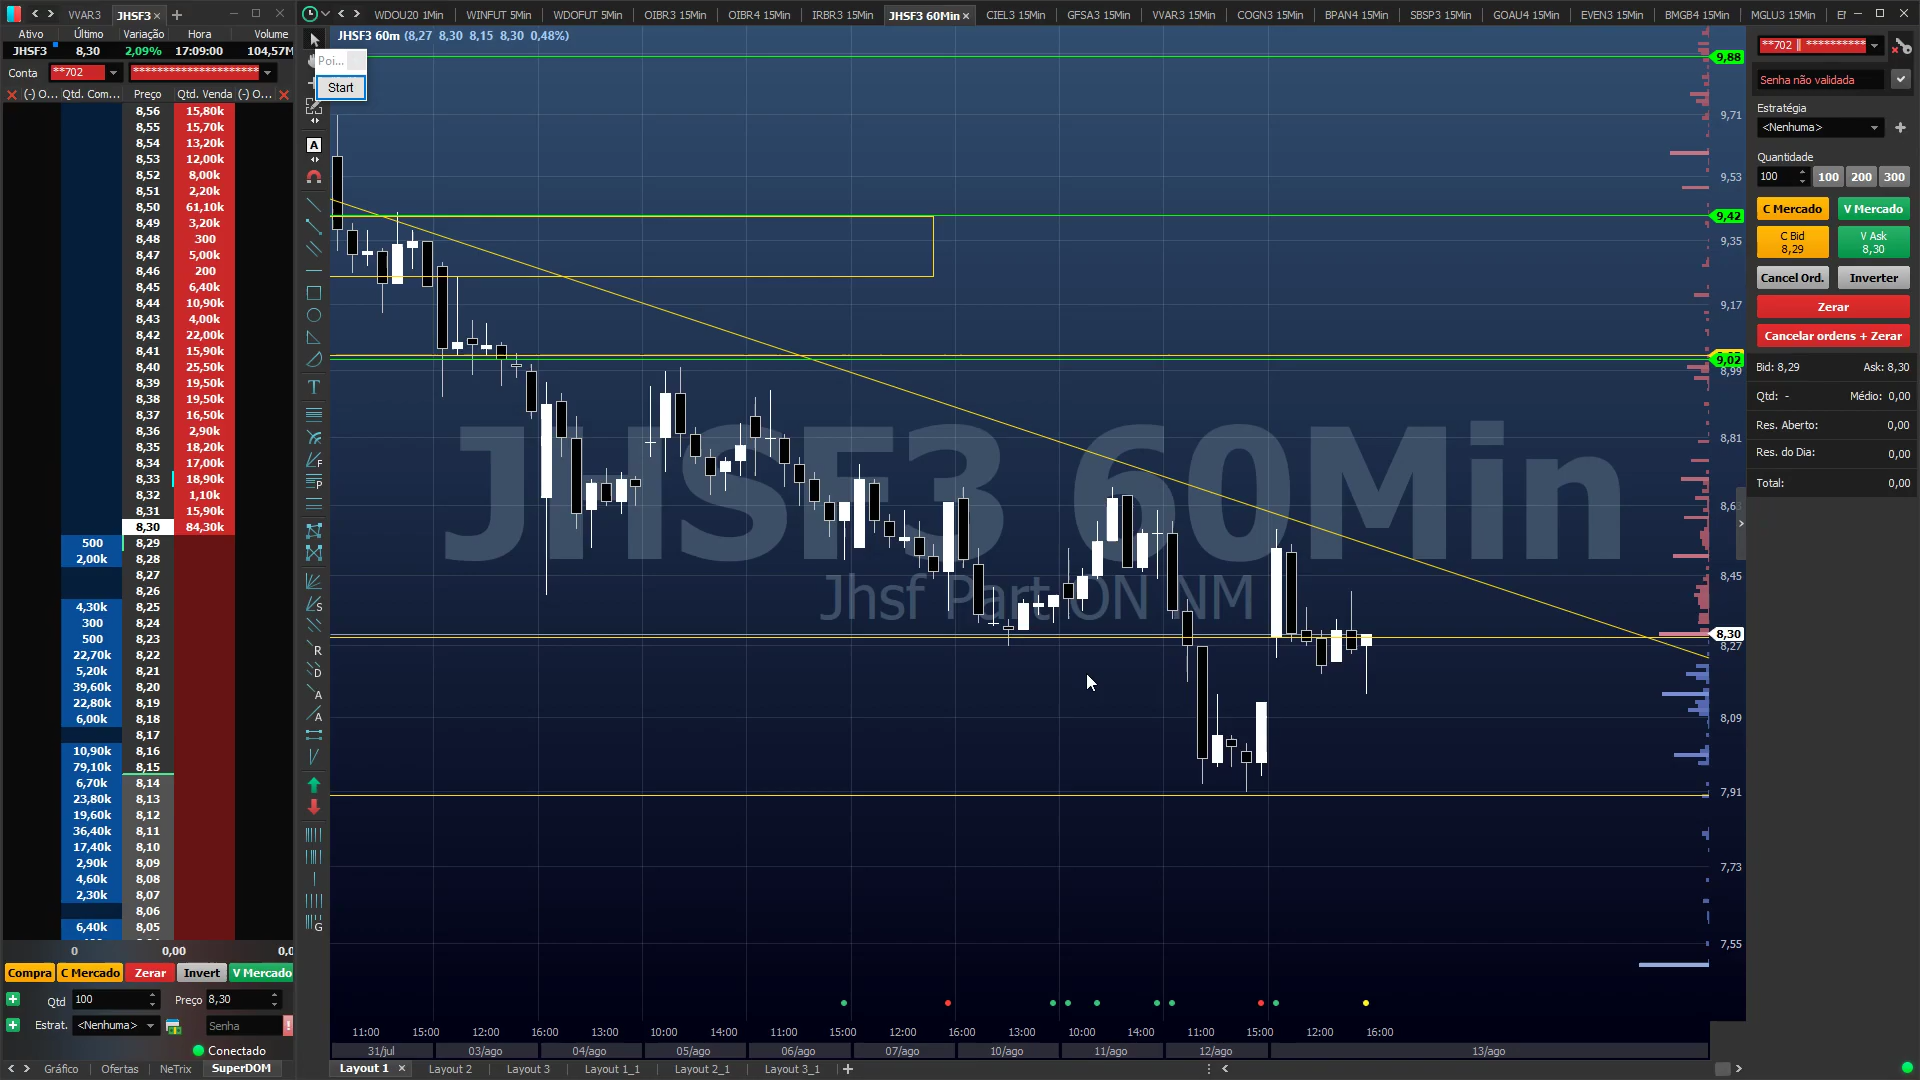 VVAR3 JHSF3
Ativo Último Variação Hora Volume
JHSF3 8,30 2,09% 17:09:00 104,57M
Conta **702 **********************
(-) O... Qtd. Com... Preço Qtd. Venda (-) O...
8,56 15,80k
8,55 15,70k
8,54 13,20k
8,53 12,00k
8,52 8,00k
8,51 2,20k
8,50 61,10k
8,49 3,20k
8,48 300
8,47 5,00k
8,46 200
8,45 6,40k
8,44 10,90k
8,43 4,00k
8,42 22,00k
8,41 15,90k
8,40 25,50k
8,39 19,50k
8,38 19,50k
8,37 16,50k
8,36 2,90k
8,35 18,20k
8,34 17,00k
8,33 18,90k
8,32 1,10k
8,31 15,90k
8,30 84,30k
500 8,29
2,00k 8,28
8,27
8,26
4,30k 8,25
300 8,24
500 8,23
22,70k 8,22
5,20k 8,21
39,60k 8,20
22,80k 8,19
6,00k 8,18
8,17
10,90k 8,16
79,10k 8,15
6,70k 8,14
23,80k 8,13
19,60k 8,12
36,40k 8,11
17,40k 8,10
2,90k 8,09
4,60k 8,08
2,30k 8,07
8,06
6,40k 8,05
0 0,00 0,0
Compra C Mercado Zerar Invert V Mercado
Qtd 100 Preço 8,30
Estrat. <Nenhuma> Senha
Conectado
Gráfico Ofertas NeTrix SuperDOM
WDOU20 1Min WINFUT 5Min WDOFUT 5Min OIBR3 15Min OIBR4 15Min IRBR3 15Min JHSF3 60Min CIEL3 15Min GFSA3 15Min VVAR3 15Min COGN3 15Min BPAN4 15Min SBSP3 15Min GOAU4 15Min EVEN3 15Min BMGB4 15Min MGLU3 15Min
JHSF3 60m (8,27 8,30 8,15 8,30 0,48%)
Poi...
Start
JHSF3 60Min
Jhsf Part ON NM
9,88
9,71
9,53
9,42
9,35
9,17
9,02
8,99
8,81
8,63
8,45
8,30
8,27
8,09
7,91
7,73
7,55
11:00 15:00 12:00 16:00 13:00 10:00 14:00 11:00 15:00 12:00 16:00 13:00 10:00 14:00 11:00 15:00 12:00 16:00
31/jul 03/ago 04/ago 05/ago 06/ago 07/ago 10/ago 11/ago 12/ago 13/ago
Layout 1 Layout 2 Layout 3 Layout 1_1 Layout 2_1 Layout 3_1
**702 || **********
Senha não validada
Estratégia
<Nenhuma>
Quantidade
100 100 200 300
C Mercado V Mercado
C Bid V Ask
8,29 8,30
Cancel Ord. Inverter
Zerar
Cancelar ordens + Zerar
Bid: 8,29 Ask: 8,30
Qtd: - Médio: 0,00
Res. Aberto: 0,00
Res. do Dia: 0,00
Total: 0,00